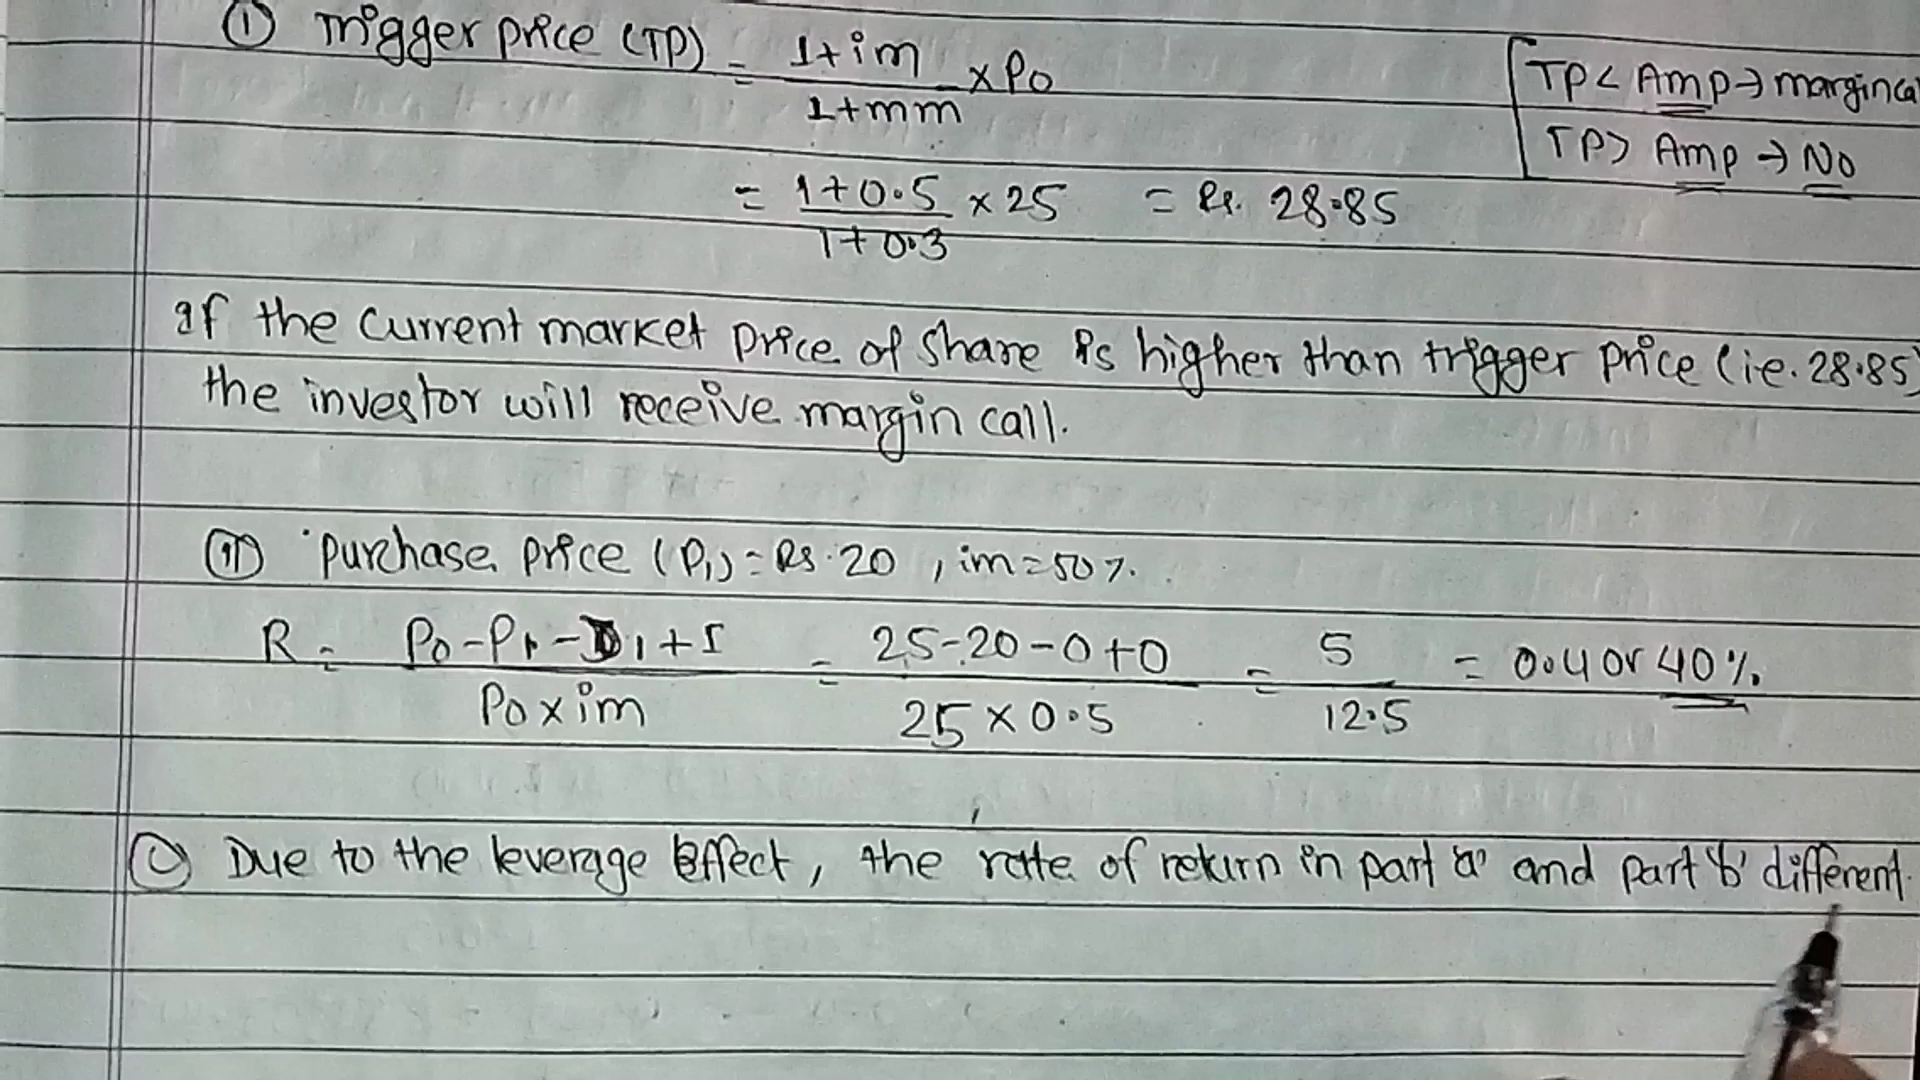 ① Trigger price (TP) = 1+im / 1+mm × P0
TP < Amp → margin ca
TP > Amp → No
= 1+0.5 / 1+0.3 × 25 = Rs. 28.85
If the current market price of share is higher than trigger price (i.e. 28.85)
the investor will receive margin call.
② Purchase price (P1) = Rs. 20, im = 50%.
R = P0 - P1 - D1 + I / P0 × im = 25-20-0+0 / 25 × 0.5 = 5 / 12.5 = 0.4 or 40%.
Ⓒ Due to the leverage effect, the rate of return in part 'a' and part 'b' different.